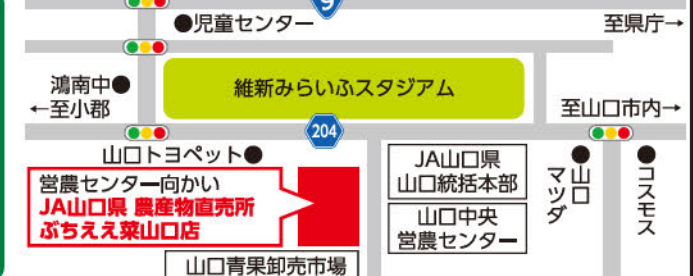 9
●児童センター
至県庁→
鴻南中●
←至小郡
維新みらいふスタジアム
204
至山口市内→
山口トヨペット●
営農センター向かい
JA山口県 農産物直売所
ぶちええ菜山口店
JA山口県
山口統括本部
山口中央
営農センター
●山口
マツダ
●コスモス
山口青果卸売市場